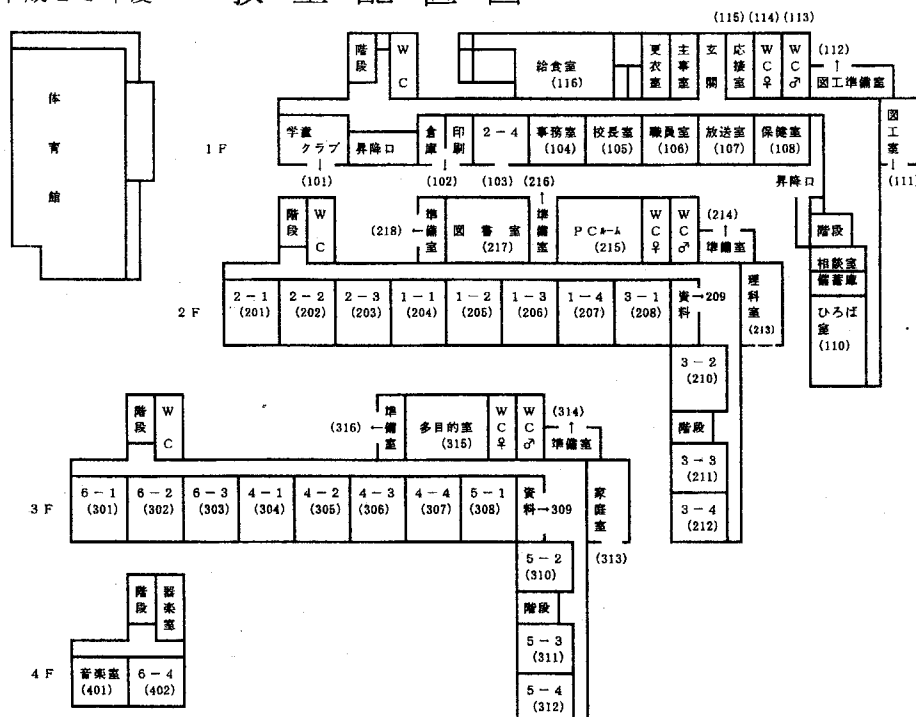 校 室 配 置 図
体育館
1F
階段
WC
給食室
(116)
更衣室
主事室
玄関
応接室
WC♀
WC♂
(115)
(114)
(113)
(112)
↑
図工準備室
図工室
↓
(111)
学童
クラブ
↓
(101)
昇降口
倉庫
印刷
↓
(102)
2-4
(103)
事務室
(104)
校長室
(105)
職員室
(106)
放送室
(107)
保健室
(108)
昇降口
階段
相談室
備蓄庫
ひろば
室
(110)
2F
階段
WC
(218)←
準備室
図書室
(217)
(216)
↑
準備室
PCルーム
(215)
WC♀
WC♂
(214)
↑
準備室
理科室
(213)
2-1
(201)
2-2
(202)
2-3
(203)
1-1
(204)
1-2
(205)
1-3
(206)
1-4
(207)
3-1
(208)
資料→209
3-2
(210)
階段
3-3
(211)
3-4
(212)
3F
階段
WC
(316)←
準備室
多目的室
(315)
WC♀
WC♂
(314)
↑
準備室
家庭室
(313)
6-1
(301)
6-2
(302)
6-3
(303)
4-1
(304)
4-2
(305)
4-3
(306)
4-4
(307)
5-1
(308)
資料→309
5-2
(310)
階段
5-3
(311)
5-4
(312)
4F
階段
器楽室
音楽室
(401)
6-4
(402)